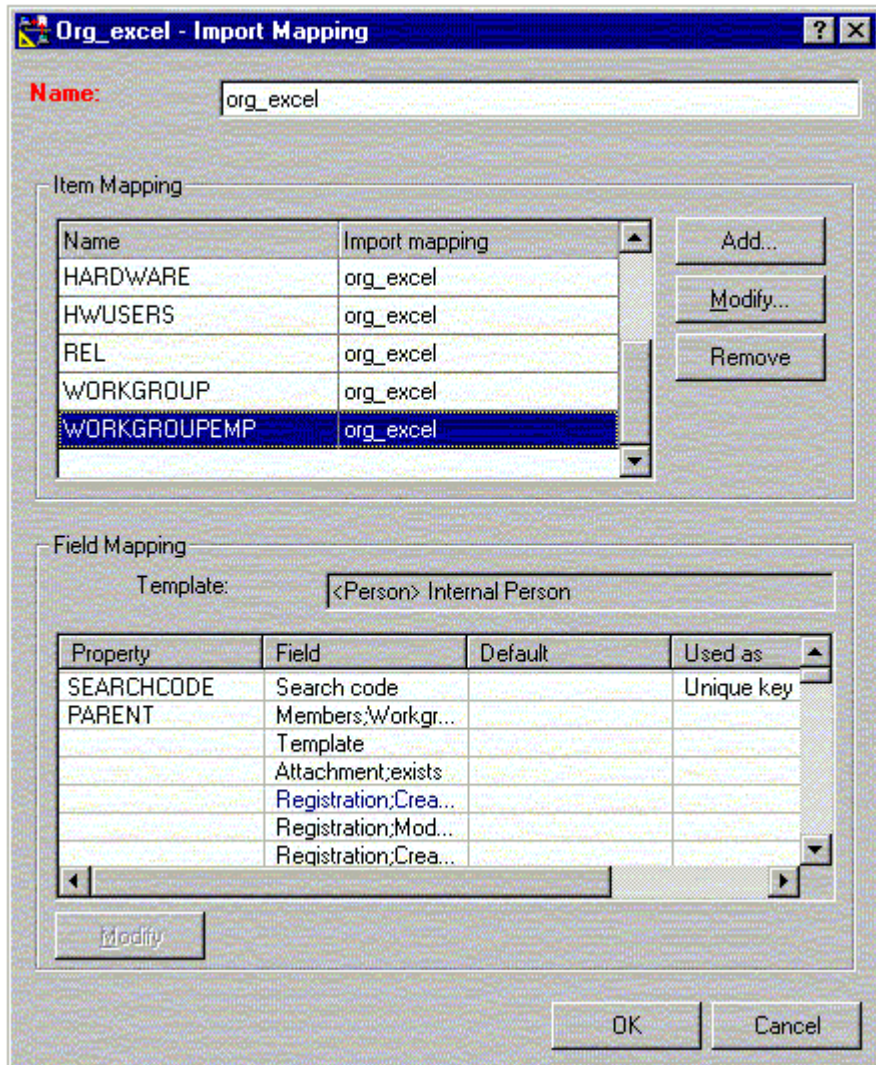 Org_excel - Import Mapping
Name: org_excel
Item Mapping
Name Import mapping Add...
HARDWARE org_excel
HWUSERS org_excel Modify...
REL org_excel Remove
WORKGROUP org_excel
WORKGROUPEMP org_excel
Field Mapping
Template: <Person> Internal Person
Property Field Default Used as
SEARCHCODE Search code Unique key
PARENT Members;Workgr...
Template
Attachment;exists
Registration;Crea...
Registration;Mod...
Registration;Crea...
Modify
OK Cancel